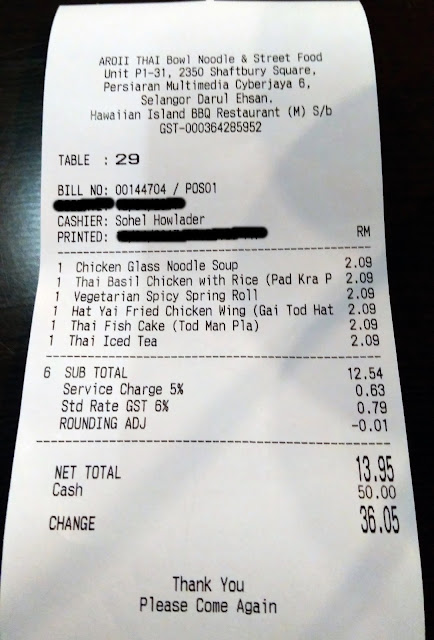 AROII THAI Bowl Noodle & Street Food
Unit P1-31, 2350 Shaftbury Square,
Persiaran Multimedia Cyberjaya 6,
Selangor Darul Ehsan.
Hawaiian Island BBQ Restaurant (M) S/b
GST-000364285952
TABLE : 29
BILL NO: 00144704 / POS01
CASHIER: Sohel Howlader
PRINTED:
RM
1 Chicken Glass Noodle Soup 2.09
1 Thai Basil Chicken with Rice (Pad Kra P 2.09
1 Vegetarian Spicy Spring Roll 2.09
1 Hat Yai Fried Chicken Wing (Gai Tod Hat 2.09
1 Thai Fish Cake (Tod Man Pla) 2.09
1 Thai Iced Tea 2.09
6 SUB TOTAL 12.54
Service Charge 5% 0.63
Std Rate GST 6% 0.79
ROUNDING ADJ -0.01
NET TOTAL 13.95
Cash 50.00
CHANGE 36.05
Thank You
Please Come Again